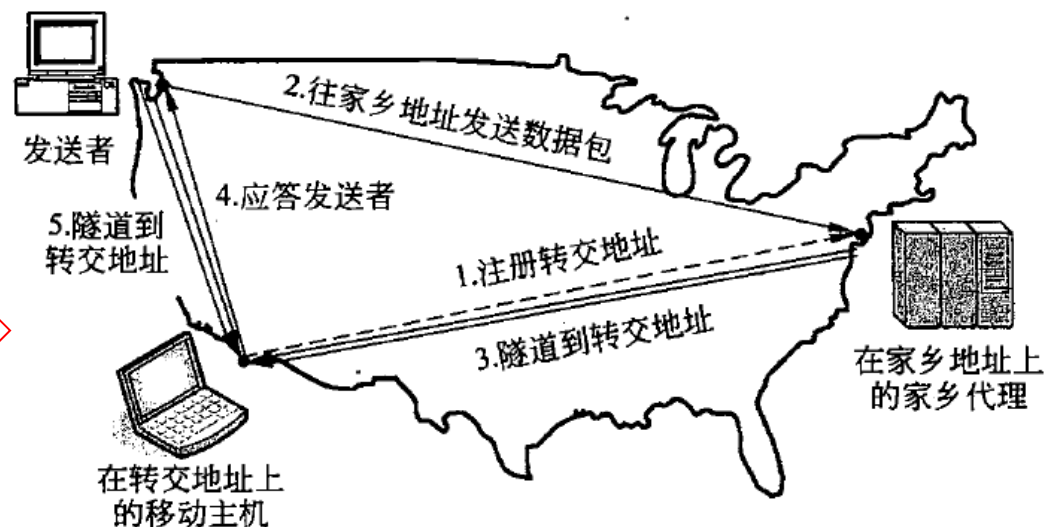 发送者
2.往家乡地址发送数据包
4.应答发送者
5.隧道到
转交地址
1.注册转交地址
3.隧道到转交地址
在家乡地址上
的家乡代理
在转交地址上
的移动主机